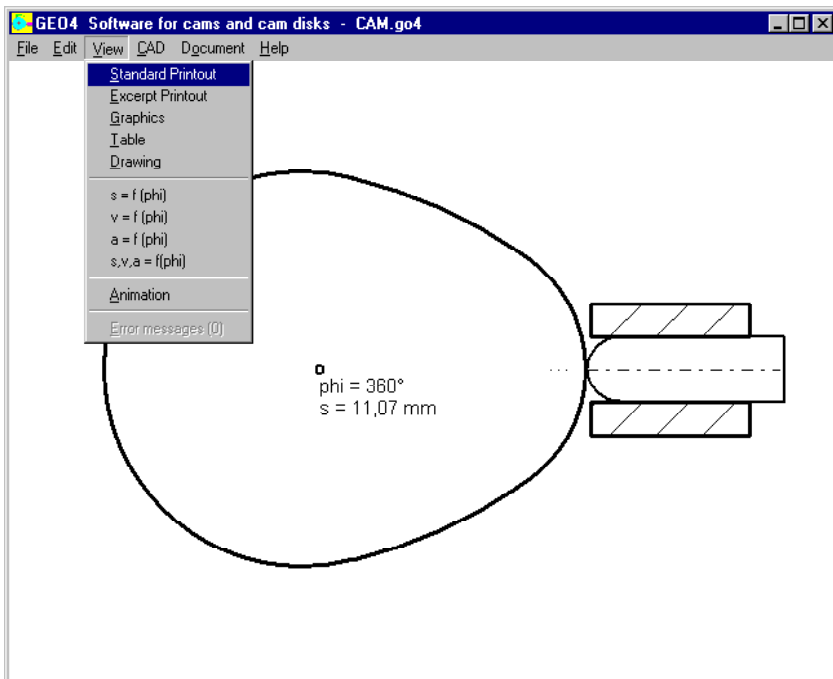 GEO4 Software for cams and cam disks - CAM.go4
File Edit View CAD Document Help
Standard Printout
Excerpt Printout
Graphics
Table
Drawing
s = f (phi)
v = f (phi)
a = f (phi)
s,v,a = f(phi)
Animation
Error messages (0)
phi = 360°
s = 11,07 mm